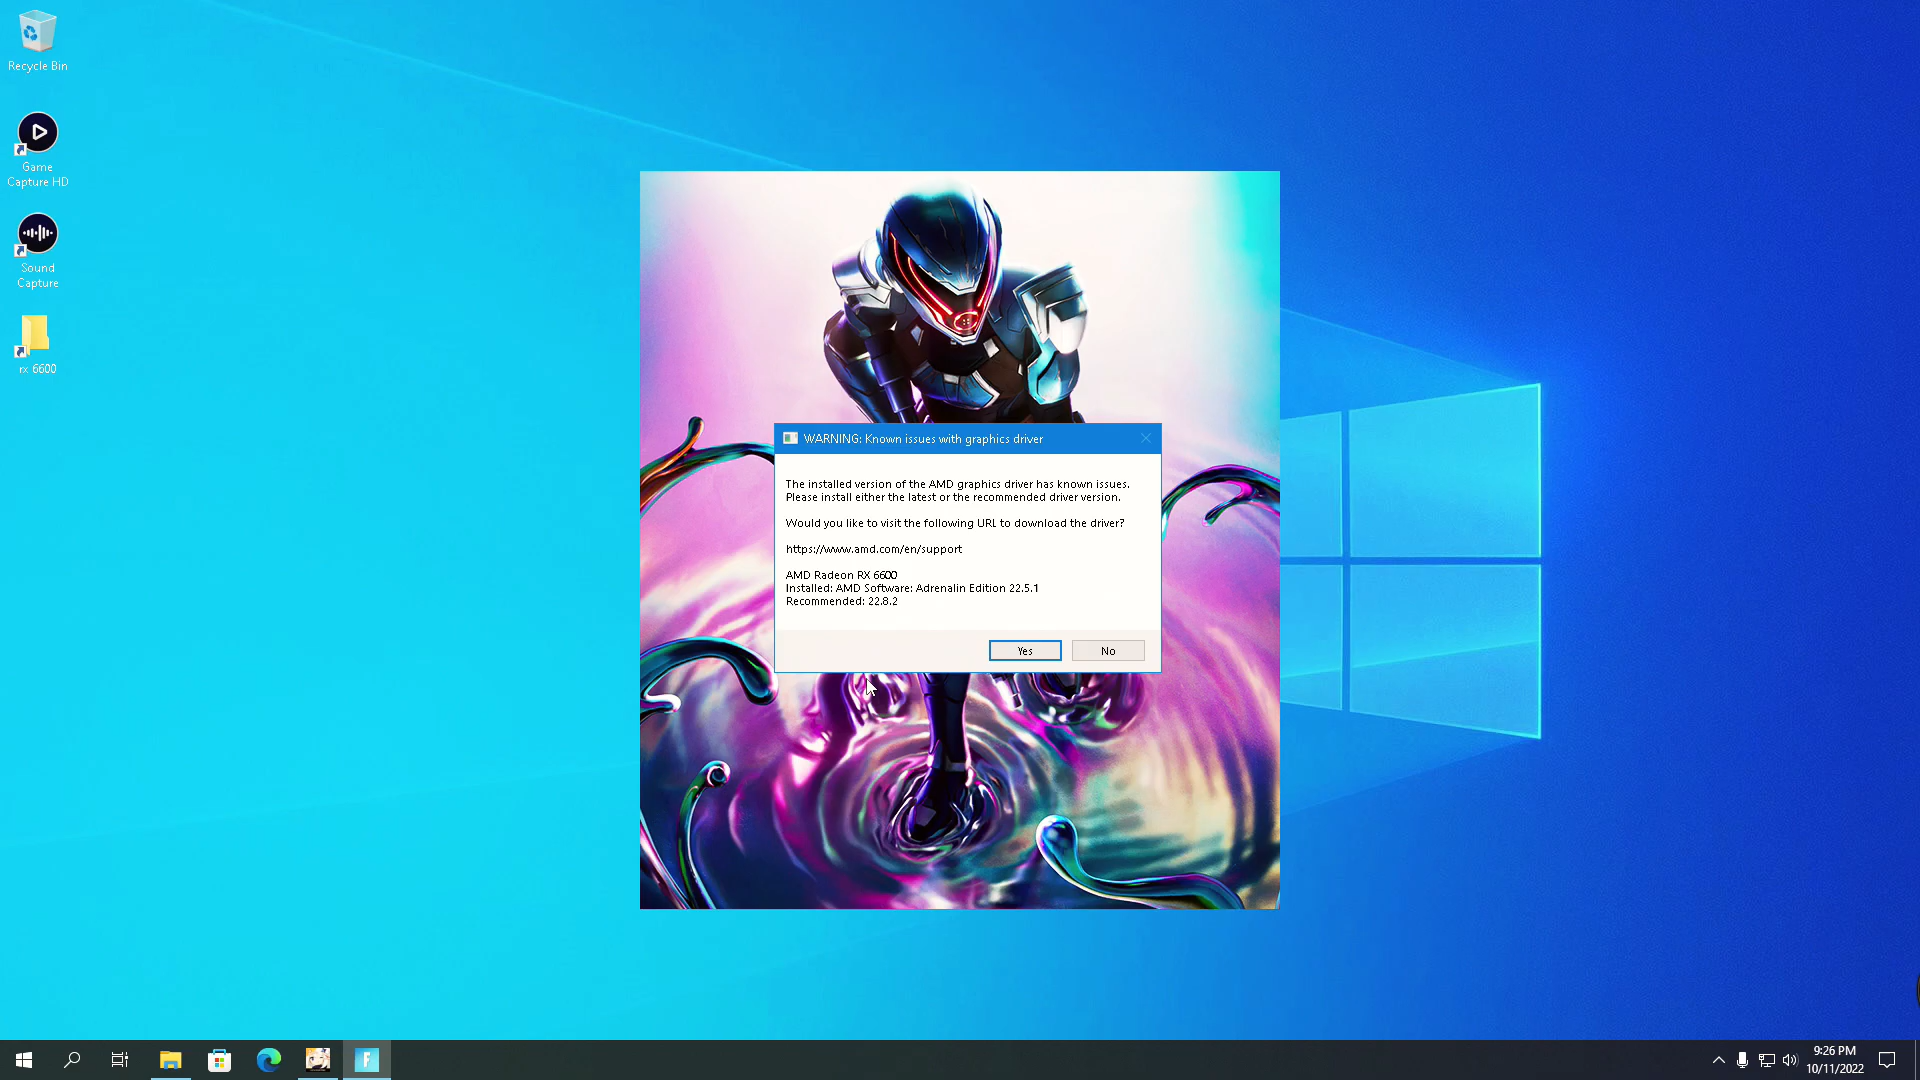 Recycle Bin
Game
Capture HD
Sound
Capture
rx 6600
WARNING: Known issues with graphics driver
The installed version of the AMD graphics driver has known issues.
Please install either the latest or the recommended driver version.
Would you like to visit the following URL to download the driver?
https://www.amd.com/en/support
AMD Radeon RX 6600
Installed: AMD Software: Adrenalin Edition 22.5.1
Recommended: 22.8.2
Yes
No
F
9:26 PM
10/11/2022